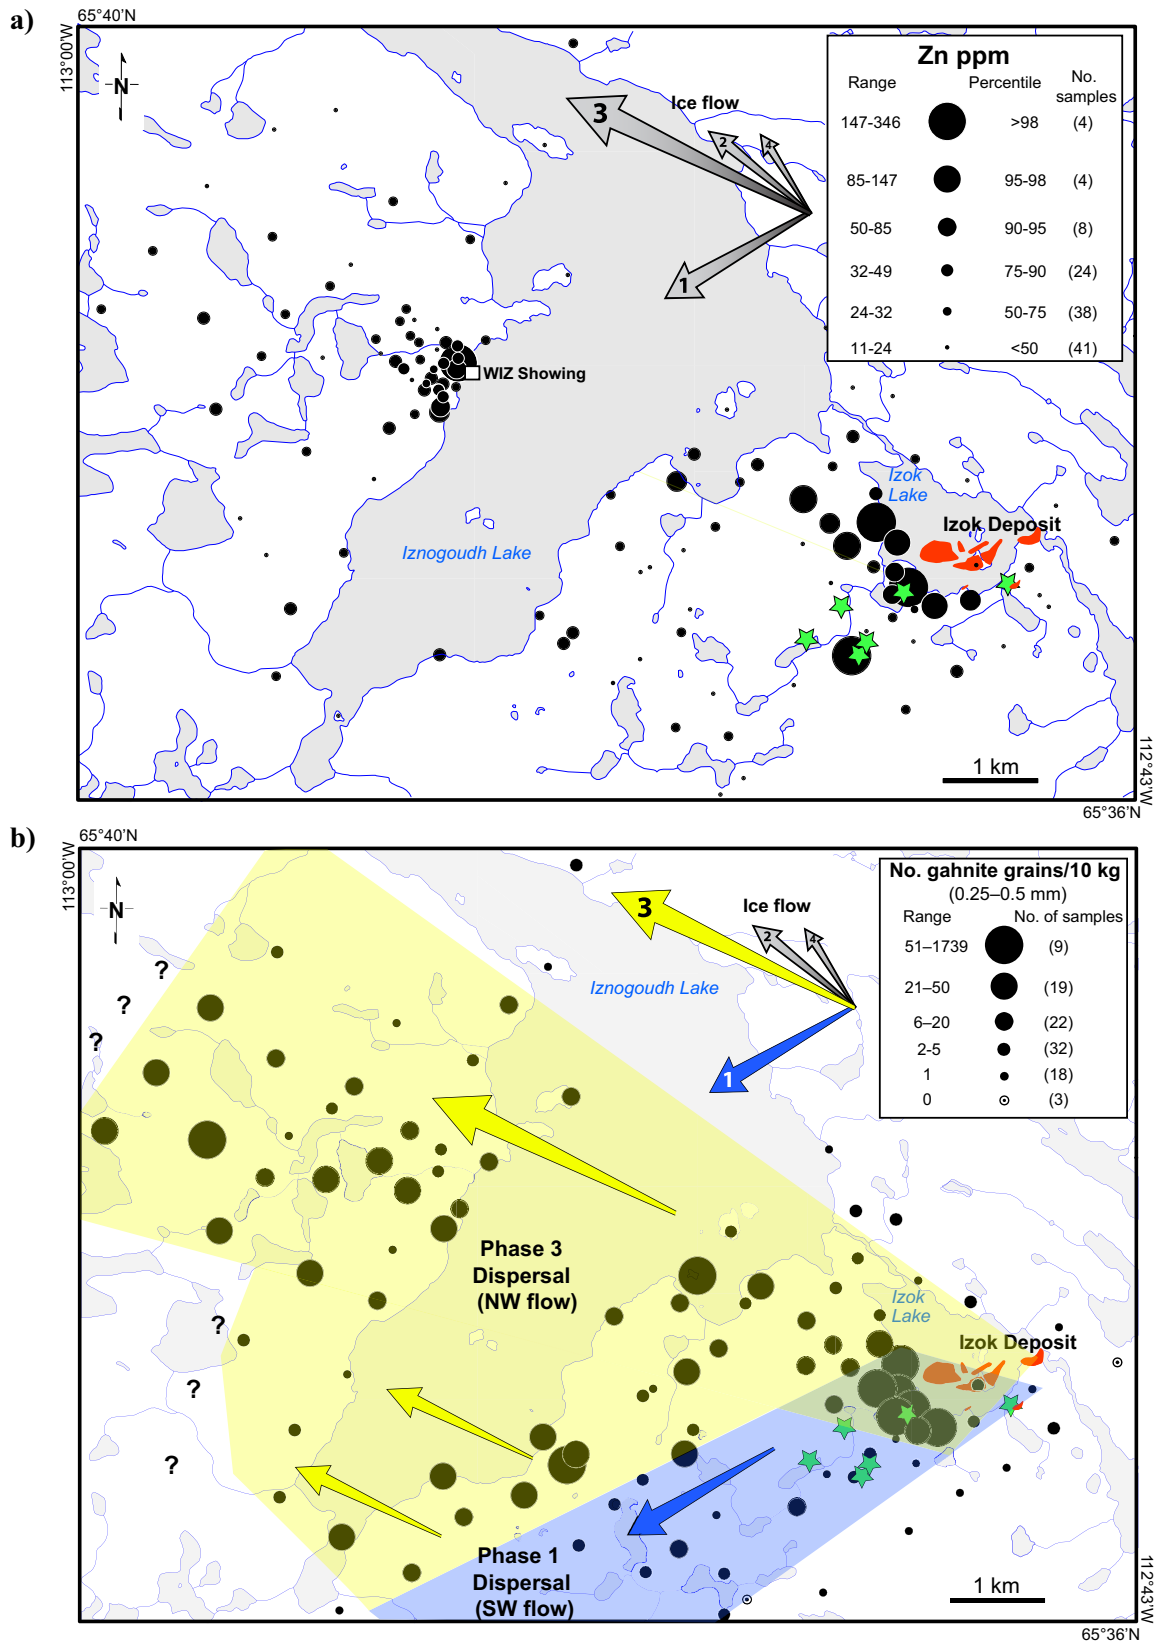 a)
65°40'N
113°00'W
N
Ice flow
3
2
4
1
Zn ppm
Range Percentile No. samples
147-346 >98 (4)
85-147 95-98 (4)
50-85 90-95 (8)
32-49 75-90 (24)
24-32 50-75 (38)
11-24 <50 (41)
WIZ Showing
Izok
Lake
Izok Deposit
Iznogoudh Lake
1 km
112°43'W
65°36'N
b)
65°40'N
113°00'W
N
3
Ice flow
2
4
1
No. gahnite grains/10 kg
(0.25–0.5 mm)
Range No. of samples
51–1739 (9)
21–50 (19)
6–20 (22)
2-5 (32)
1 (18)
0 (3)
Iznogoudh Lake
?
?
?
Phase 3
Dispersal
(NW flow)
Izok
Lake
Izok Deposit
?
?
?
Phase 1
Dispersal
(SW flow)
1 km
112°43'W
65°36'N